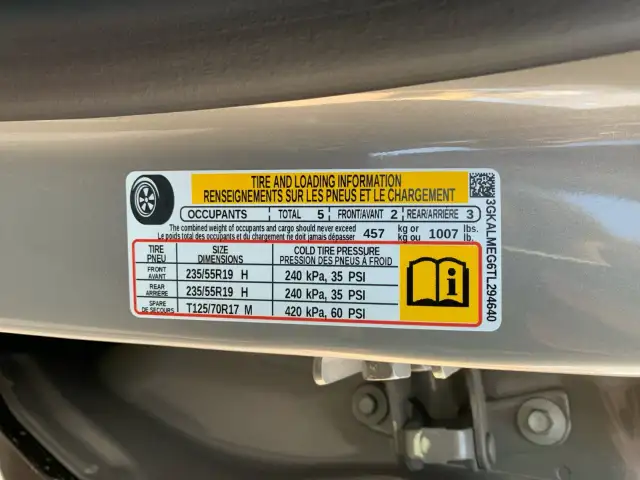 TIRE AND LOADING INFORMATION
RENSEIGNEMENTS SUR LES PNEUS ET LE CHARGEMENT
OCCUPANTS TOTAL 5 FRONT/AVANT 2 REAR/ARRIÈRE 3
The combined weight of occupants and cargo should never exceed 457 kg or 1007 lbs.
Le poids total des occupants et du chargement ne doit jamais dépasser kg ou lb.
TIRE SIZE COLD TIRE PRESSURE
PNEU DIMENSIONS PRESSION DES PNEUS À FROID
FRONT AVANT 235/55R19 H 240 kPa, 35 PSI
REAR ARRIÈRE 235/55R19 H 240 kPa, 35 PSI
SPARE DE SECOURS T125/70R17 M 420 kPa, 60 PSI
3GKALMEG6TL294640